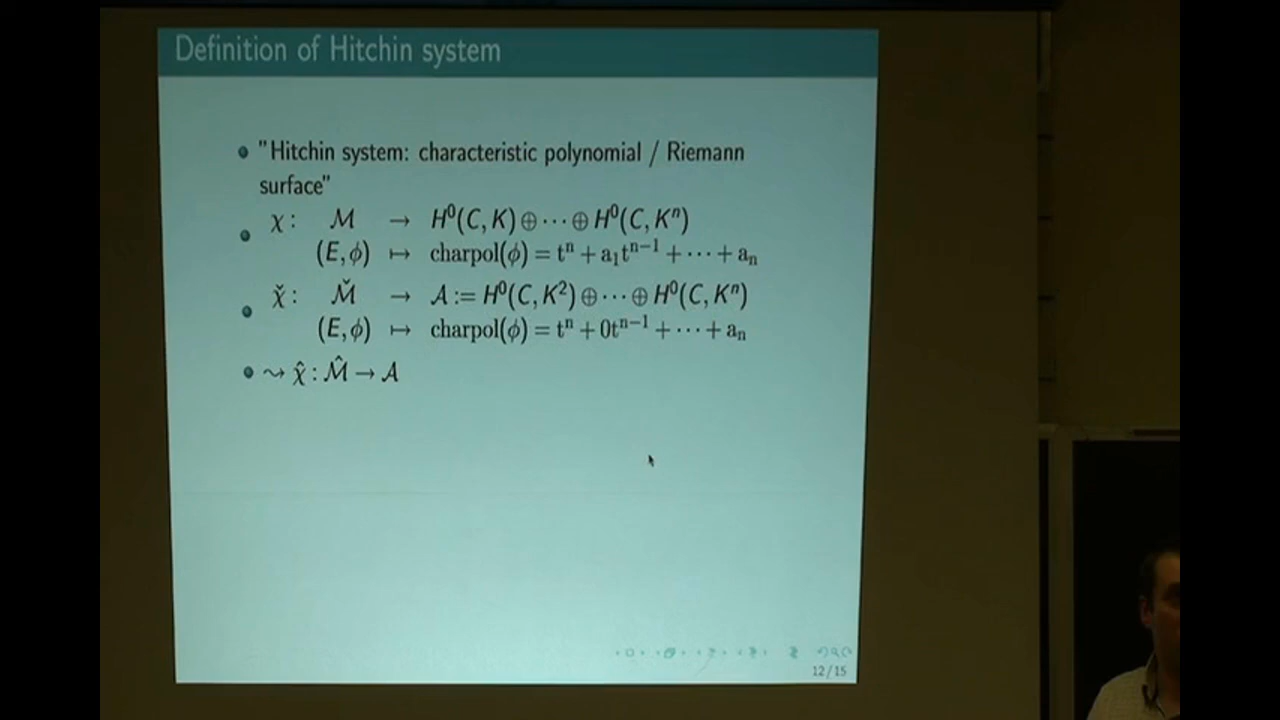 Definition of Hitchin system
"Hitchin system: characteristic polynomial / Riemann
surface"
χ : ℳ → H⁰(C, K) ⊕ ⋯ ⊕ H⁰(C, Kⁿ)
(E, ϕ) ↦ charpol(ϕ) = tⁿ + a₁tⁿ⁻¹ + ⋯ + aₙ
χ̌ : ℳ̌ → 𝒜 := H⁰(C, K²) ⊕ ⋯ ⊕ H⁰(C, Kⁿ)
(E, ϕ) ↦ charpol(ϕ) = tⁿ + 0tⁿ⁻¹ + ⋯ + aₙ
⇝ χ̂ : ℳ̂ → 𝒜
12/15